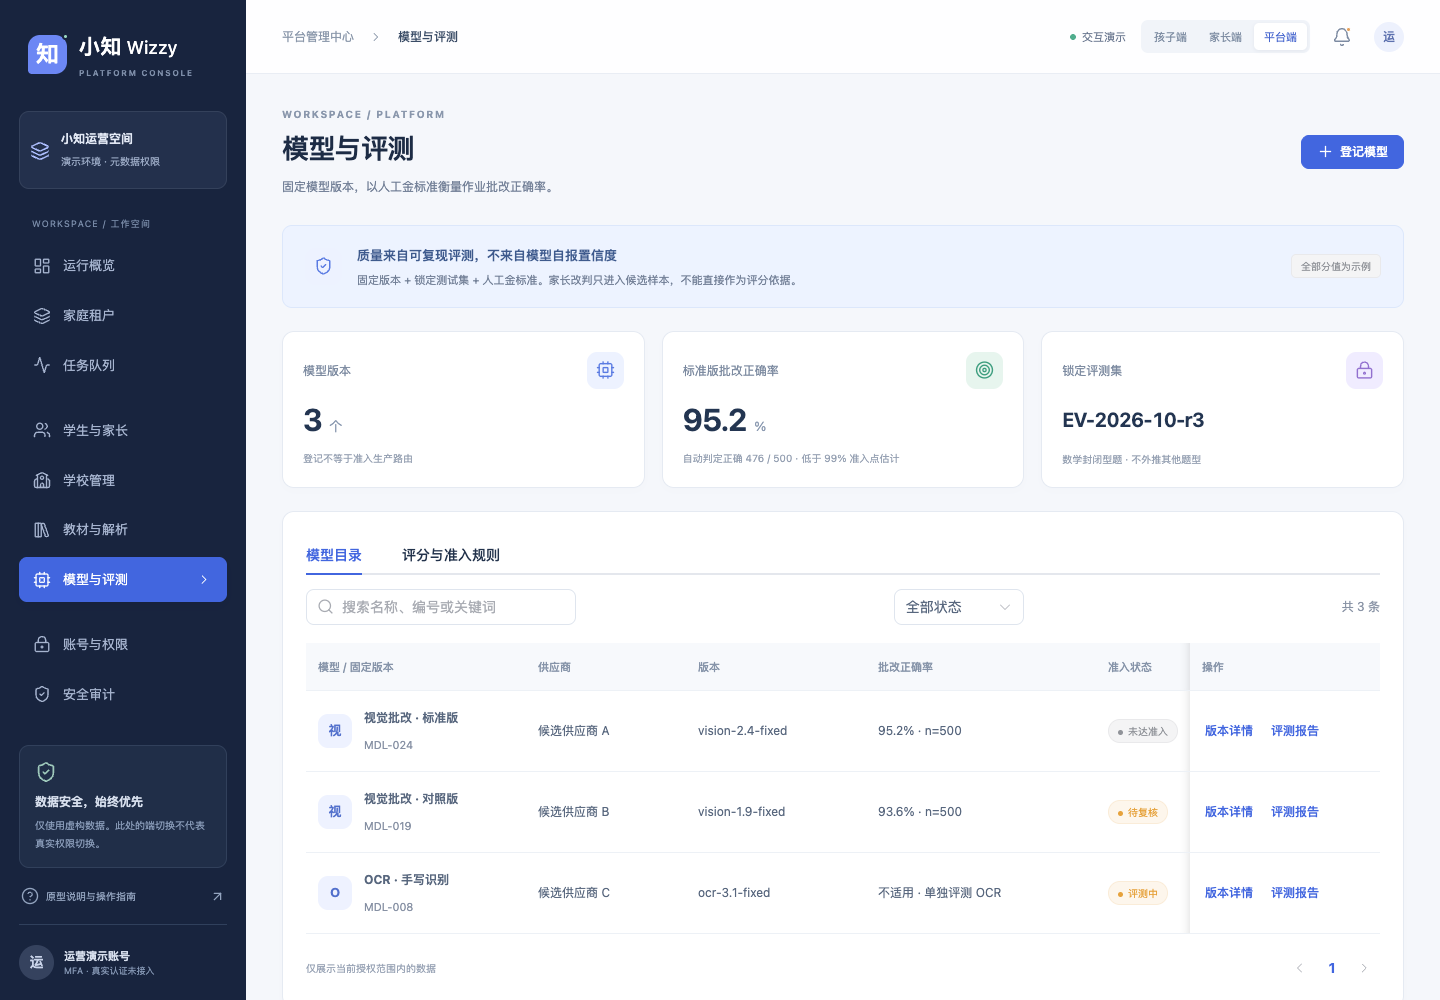 知
小知 Wizzy
PLATFORM CONSOLE
小知运营空间
演示环境 · 元数据权限
WORKSPACE / 工作空间
运行概览
家庭租户
任务队列
学生与家长
学校管理
教材与解析
模型与评测
账号与权限
安全审计
数据安全，始终优先
仅使用虚构数据。此处的端切换不代表
真实权限切换。
原型说明与操作指南
运
运营演示账号
MFA · 真实认证未接入
平台管理中心
模型与评测
交互演示
孩子端
家长端
平台端
运
WORKSPACE / PLATFORM
模型与评测
固定模型版本，以人工金标准衡量作业批改正确率。
登记模型
质量来自可复现评测，不来自模型自报置信度
固定版本 + 锁定测试集 + 人工金标准。家长改判只进入候选样本，不能直接作为评分依据。
全部分值为示例
模型版本
3 个
登记不等于准入生产路由
标准版批改正确率
95.2 %
自动判定正确 476 / 500 · 低于 99% 准入点估计
锁定评测集
EV-2026-10-r3
数学封闭型题 · 不外推其他题型
模型目录
评分与准入规则
搜索名称、编号或关键词
全部状态
共 3 条
模型 / 固定版本 供应商 版本 批改正确率 准入状态 操作
视
视觉批改 · 标准版
MDL-024
候选供应商 A
vision-2.4-fixed
95.2% · n=500
未达准入
版本详情
评测报告
视
视觉批改 · 对照版
MDL-019
候选供应商 B
vision-1.9-fixed
93.6% · n=500
待复核
版本详情
评测报告
O
OCR · 手写识别
MDL-008
候选供应商 C
ocr-3.1-fixed
不适用 · 单独评测 OCR
评测中
版本详情
评测报告
仅展示当前授权范围内的数据
1